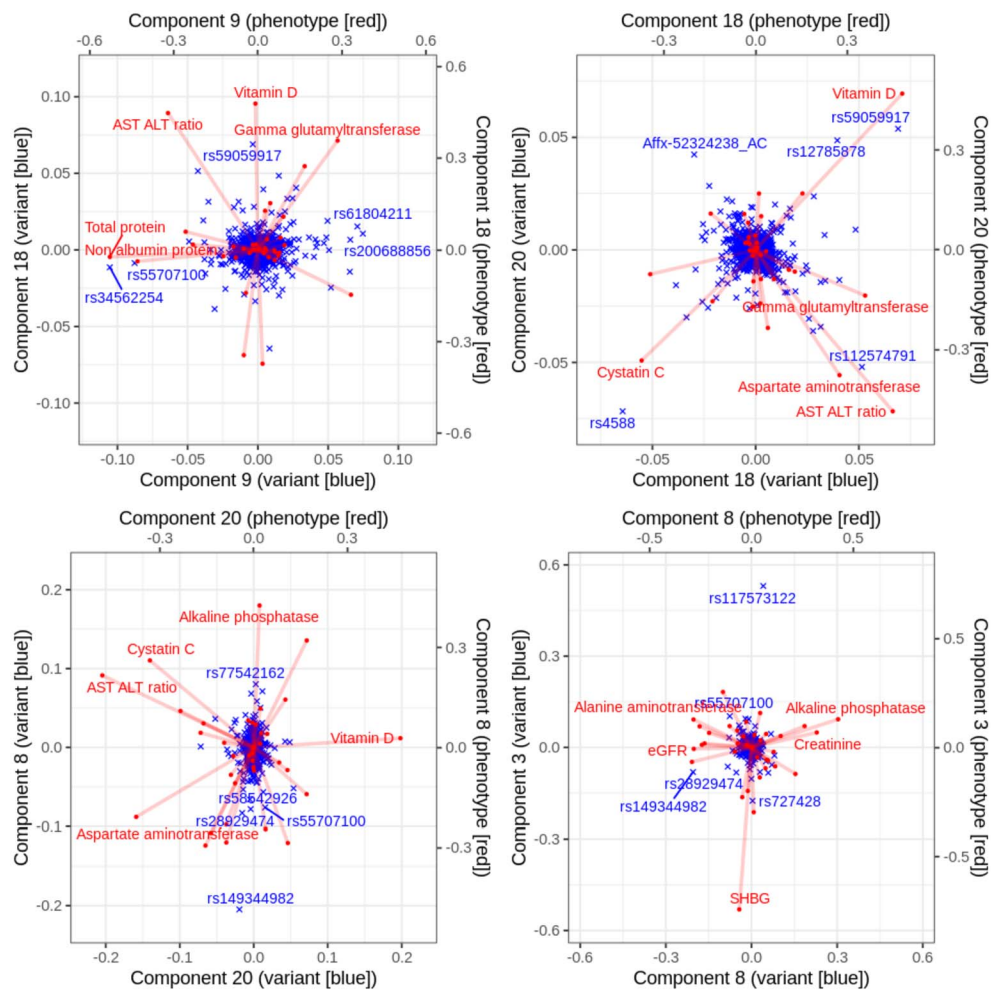 Component 9 (phenotype [red])
-0.6 -0.3 0.0 0.3 0.6
Component 18 (variant [blue])
0.10
0.05
0.00
-0.05
-0.10
0.6
0.3
0.0
-0.3
-0.6
Component 18 (phenotype [red])
Vitamin D
AST ALT ratio
Gamma glutamyltransferase
rs59059917
rs61804211
Total protein
Non albumin protein
rs200688856
rs55707100
rs34562254
-0.10 -0.05 0.00 0.05 0.10
Component 9 (variant [blue])
Component 18 (phenotype [red])
-0.3 0.0 0.3
Component 20 (variant [blue])
0.05
0.00
-0.05
0.3
0.0
-0.3
Component 20 (phenotype [red])
Vitamin D
rs59059917
Affx-52324238_AC
rs12785878
Gamma glutamyltransferase
rs112574791
Cystatin C
Aspartate aminotransferase
AST ALT ratio
rs4588
-0.05 0.00 0.05
Component 18 (variant [blue])
Component 20 (phenotype [red])
-0.3 0.0 0.3
Component 8 (variant [blue])
0.2
0.1
0.0
-0.1
-0.2
0.3
0.0
-0.3
Component 8 (phenotype [red])
Alkaline phosphatase
Cystatin C
rs77542162
AST ALT ratio
Vitamin D
rs58542926
rs28929474
rs55707100
Aspartate aminotransferase
rs149344982
-0.2 -0.1 0.0 0.1 0.2
Component 20 (variant [blue])
Component 8 (phenotype [red])
-0.5 0.0 0.5
Component 3 (variant [blue])
0.6
0.3
0.0
-0.3
-0.6
0.5
0.0
-0.5
Component 3 (phenotype [red])
rs117573122
rs55707100
Alanine aminotransferase
Alkaline phosphatase
eGFR
Creatinine
rs28929474
rs149344982
rs727428
SHBG
-0.6 -0.3 0.0 0.3 0.6
Component 8 (variant [blue])